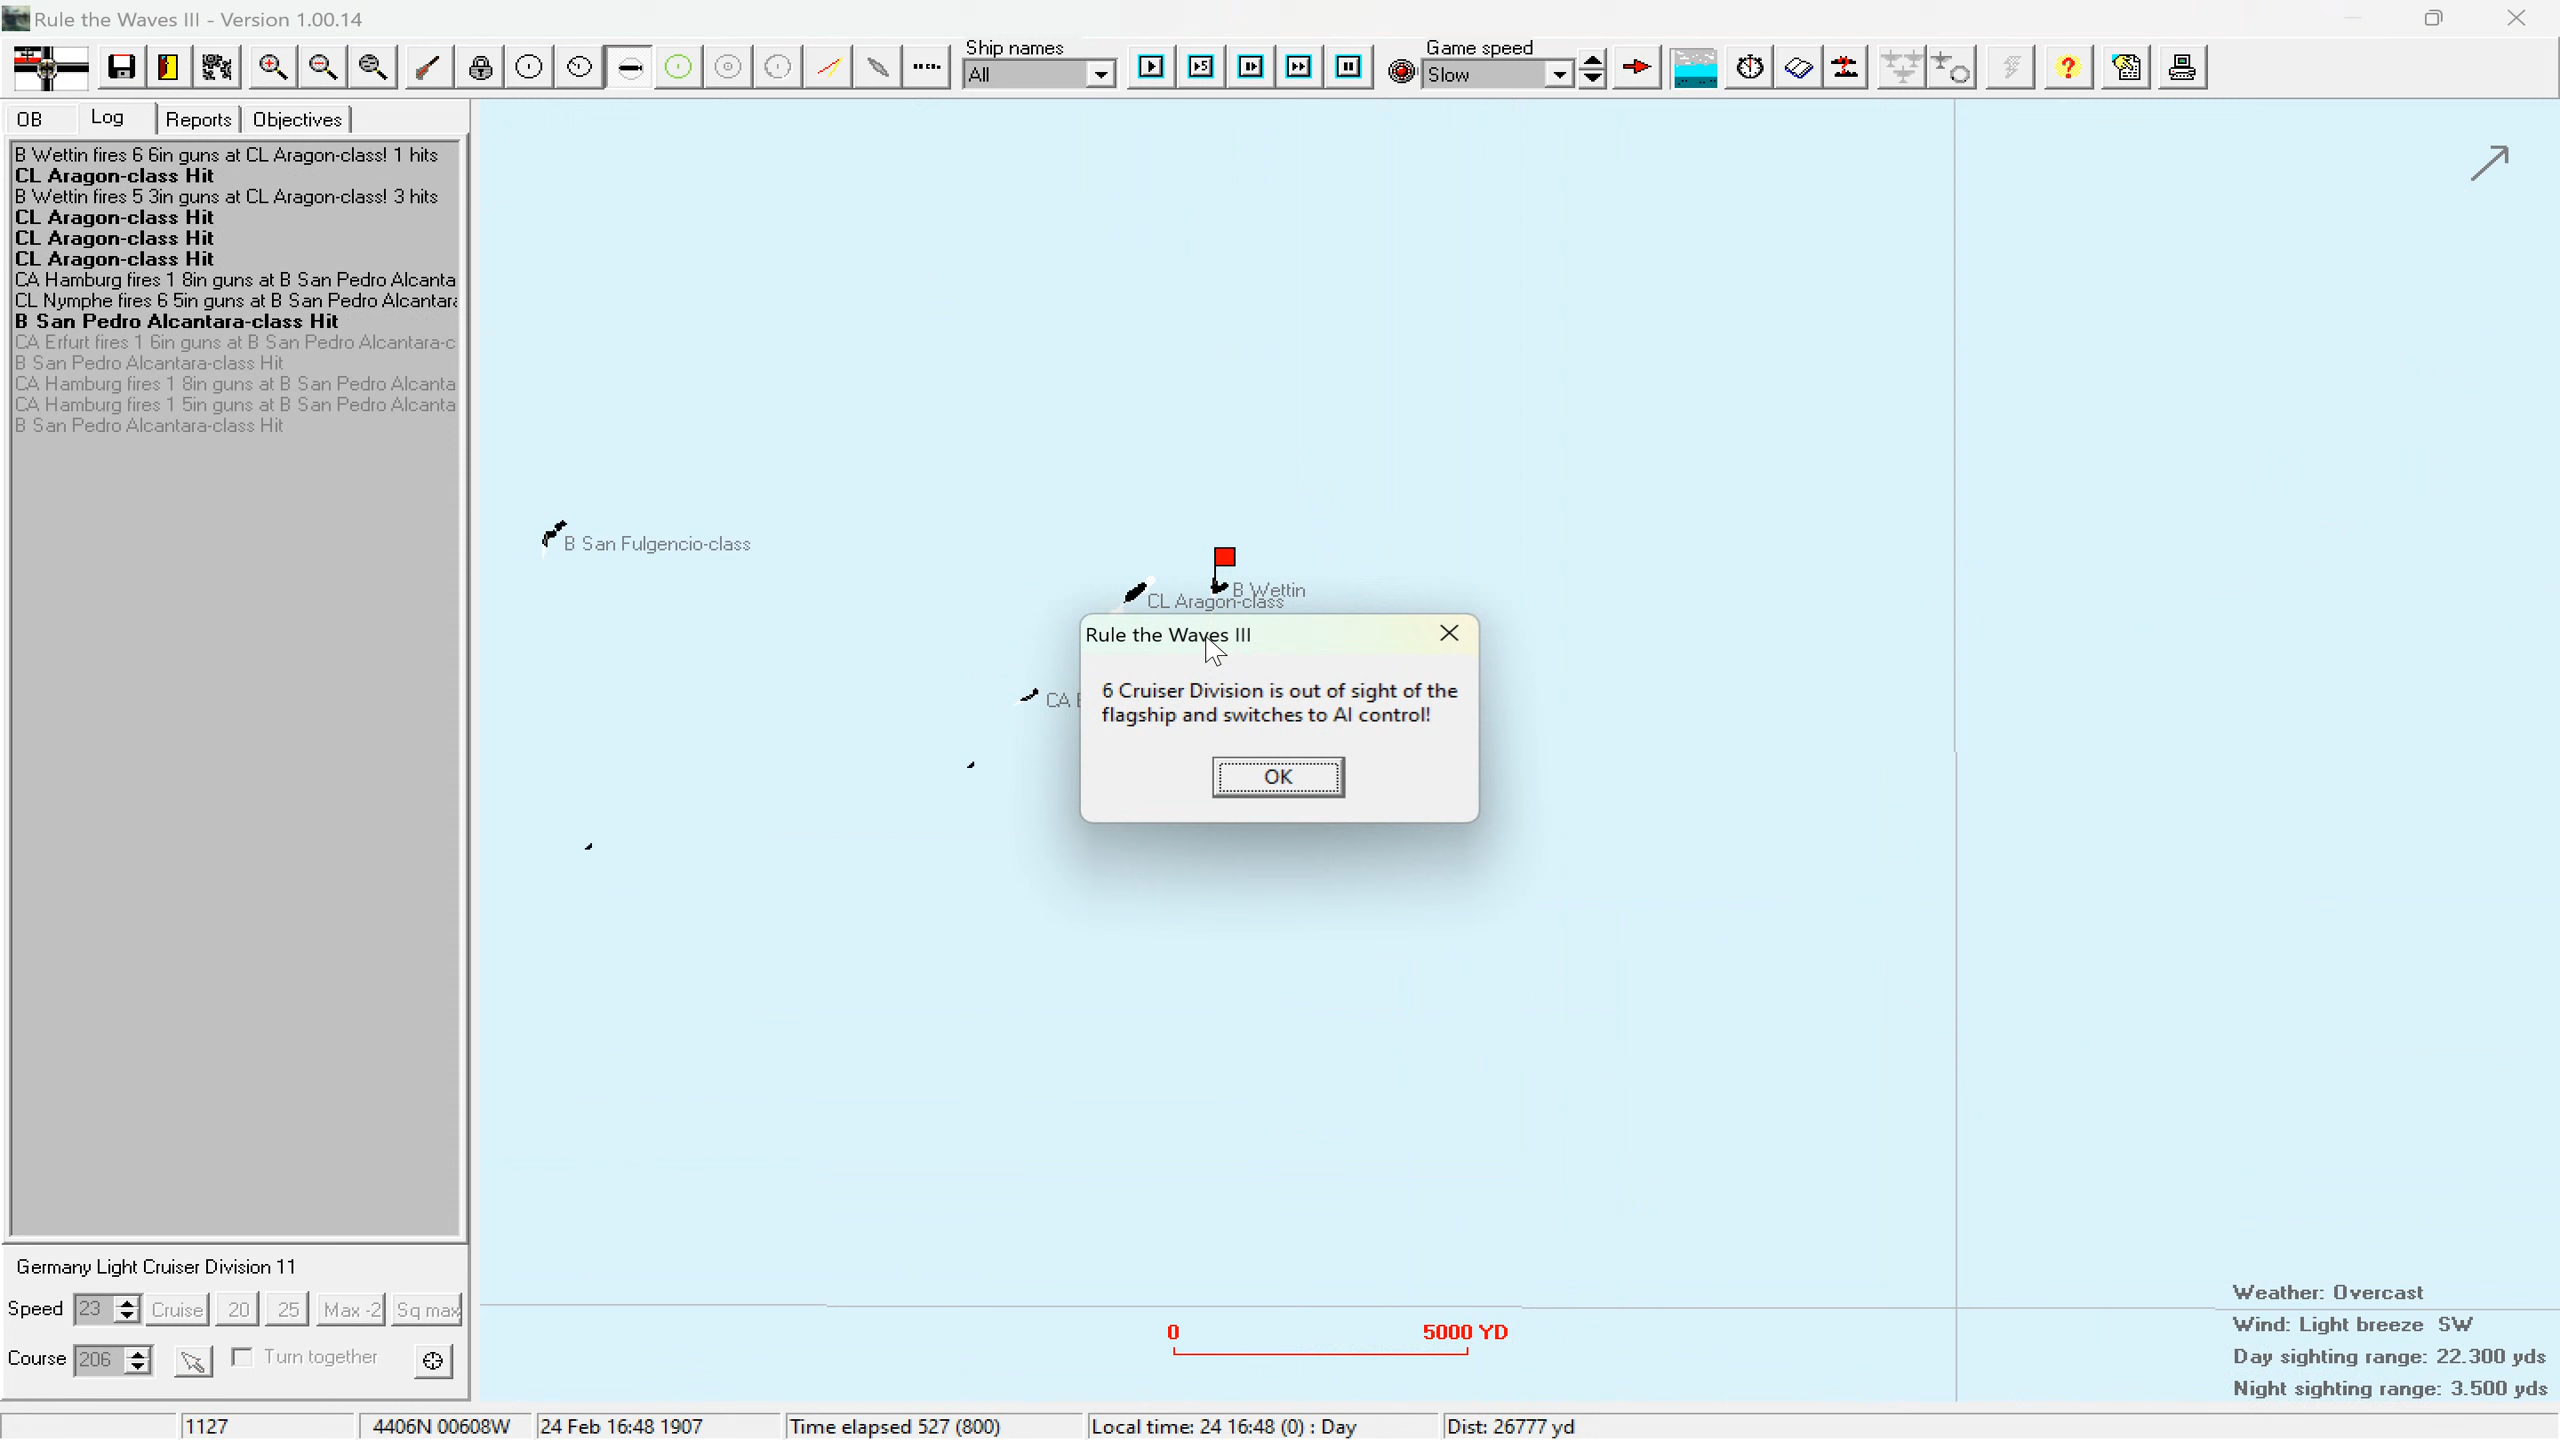 Rule the Waves III - Version 1.00.14
Ship names
All
Game speed
Slow
OB
Log
Reports
Objectives
B Wettin fires 6 6in guns at CL Aragon-class! 1 hits
CL Aragon-class Hit
B Wettin fires 5 3in guns at CL Aragon-class! 3 hits
CL Aragon-class Hit
CL Aragon-class Hit
CL Aragon-class Hit
CA Hamburg fires 1 8in guns at B San Pedro Alcanta
CL Nymphe fires 6 5in guns at B San Pedro Alcantara
B San Pedro Alcantara-class Hit
CA Erfurt fires 1 6in guns at B San Pedro Alcantara-c
B San Pedro Alcantara-class Hit
CA Hamburg fires 1 8in guns at B San Pedro Alcanta
CA Hamburg fires 1 5in guns at B San Pedro Alcanta
B San Pedro Alcantara-class Hit
B San Fulgencio-class
B Wettin
CL Aragon-class
CA E
Rule the Waves III
6 Cruiser Division is out of sight of the
flagship and switches to AI control!
OK
0
5000 YD
Weather: Overcast
Wind: Light breeze SW
Day sighting range: 22.300 yds
Night sighting range: 3.500 yds
Germany Light Cruiser Division 11
Speed 23 Cruise 20 25 Max -2 Sq max
Course 206 Turn together
1127
4406N 00608W
24 Feb 16:48 1907
Time elapsed 527 (800)
Local time: 24 16:48 (0) : Day
Dist: 26777 yd